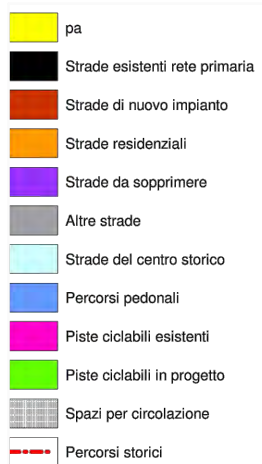 pa
Strade esistenti rete primaria
Strade di nuovo impianto
Strade residenziali
Strade da sopprimere
Altre strade
Strade del centro storico
Percorsi pedonali
Piste ciclabili esistenti
Piste ciclabili in progetto
Spazi per circolazione
Percorsi storici